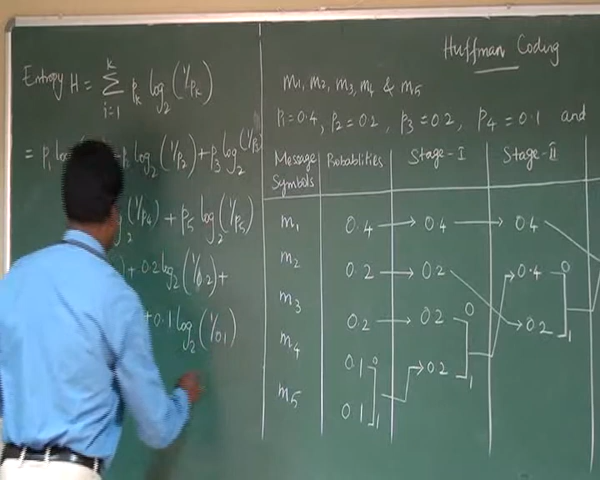 Huffman Coding
Entropy H = Σ k i=1 pk log2 (1/pk)
m1, m2, m3, m4 & m5
p1=0.4, p2=0.2, p3=0.2, p4=0.1 and
= p1 log2 (1/p2) + p3 log2 (1/p3
(1/p4) + p5 log2 (1/p5)
+ 0.2 log2 (1/0.2) +
+ 0.1 log2 (1/0.1)
Message Symbols Probablities Stage-I Stage-II
m1 0.4 0.4 0.4
m2 0.2 0.2 0.4 0
m3 0.2 0.2 0 0.2 1
m4 0.1 0 0.2 1
m5 0.1 1